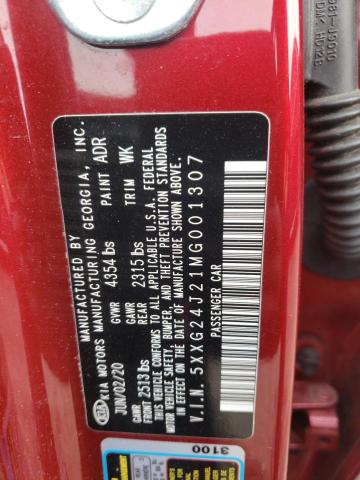 MANUFACTURED BY
KIA MOTORS MANUFACTURING GEORGIA, INC.
JUN/02/20 GVWR 4354 lbs PAINT ADR
GAWR FRONT 2513 lbs GAWR REAR 2315 lbs TRIM WK
THIS VEHICLE CONFORMS TO ALL APPLICABLE U.S.A. FEDERAL
MOTOR VEHICLE SAFETY, BUMPER, AND THEFT PREVENTION STANDARDS
IN EFFECT ON THE DATE OF MANUFACTURE SHOWN ABOVE.
V.I.N. 5XXG24J21MG001307
PASSENGER CAR
KIA
3100